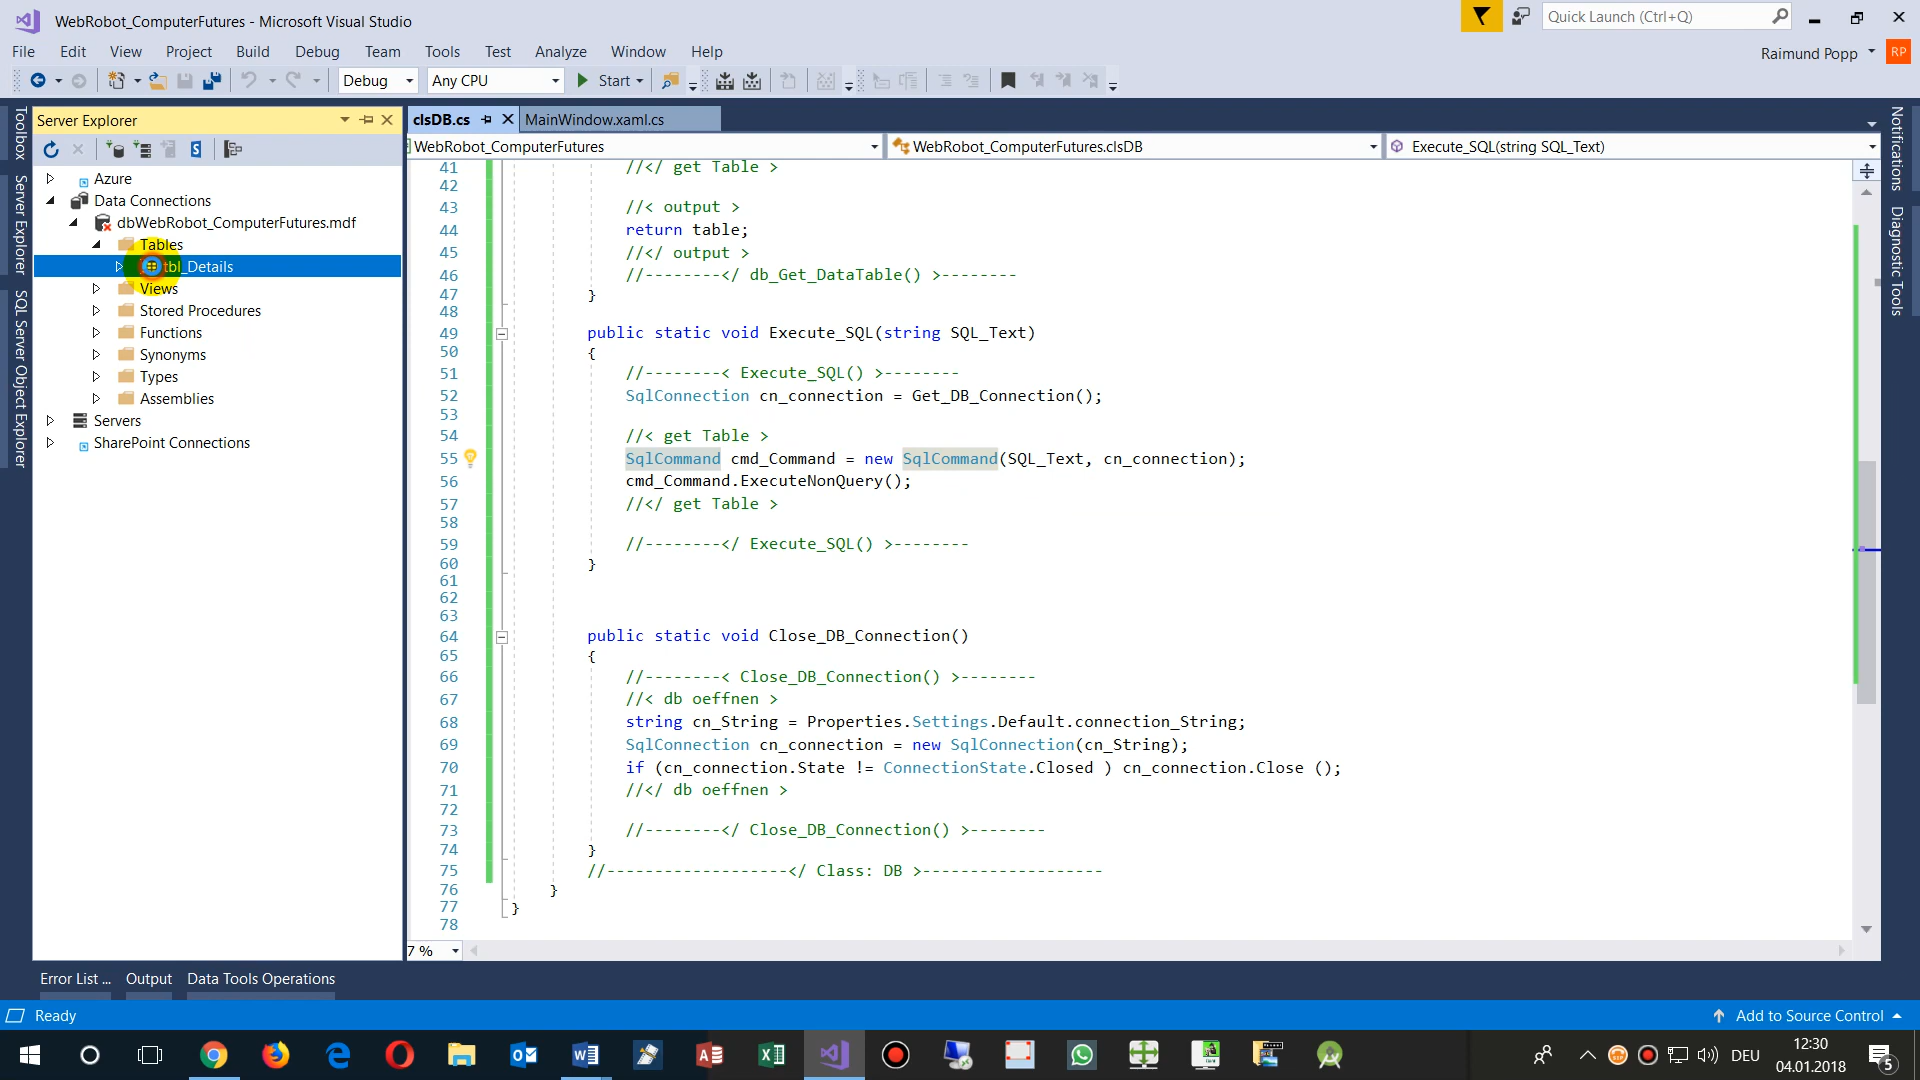 WebRobot_ComputerFutures - Microsoft Visual Studio
Quick Launch (Ctrl+Q)
File Edit View Project Build Debug Team Tools Test Analyze Window Help
Raimund Popp RP
Debug Any CPU Start
Toolbox
Server Explorer
SQL Server Object Explorer
Server Explorer
Azure
Data Connections
dbWebRobot_ComputerFutures.mdf
Tables
tbl_Details
Views
Stored Procedures
Functions
Synonyms
Types
Assemblies
Servers
SharePoint Connections
clsDB.cs MainWindow.xaml.cs
WebRobot_ComputerFutures WebRobot_ComputerFutures.clsDB Execute_SQL(string SQL_Text)
41 //</ get Table >
42
43 //< output >
44 return table;
45 //</ output >
46 //--------</ db_Get_DataTable() >--------
47 }
48
49 public static void Execute_SQL(string SQL_Text)
50 {
51 //--------< Execute_SQL() >--------
52 SqlConnection cn_connection = Get_DB_Connection();
53
54 //< get Table >
55 SqlCommand cmd_Command = new SqlCommand(SQL_Text, cn_connection);
56 cmd_Command.ExecuteNonQuery();
57 //</ get Table >
58
59 //--------</ Execute_SQL() >--------
60 }
61
62
63
64 public static void Close_DB_Connection()
65 {
66 //--------< Close_DB_Connection() >--------
67 //< db oeffnen >
68 string cn_String = Properties.Settings.Default.connection_String;
69 SqlConnection cn_connection = new SqlConnection(cn_String);
70 if (cn_connection.State != ConnectionState.Closed ) cn_connection.Close ();
71 //</ db oeffnen >
72
73 //--------</ Close_DB_Connection() >--------
74 }
75 //-------------------</ Class: DB >-------------------
76 }
77 }
78
7 %
Notifications
Diagnostic Tools
Error List ... Output Data Tools Operations
Ready
Add to Source Control
DEU
12:30
04.01.2018
5